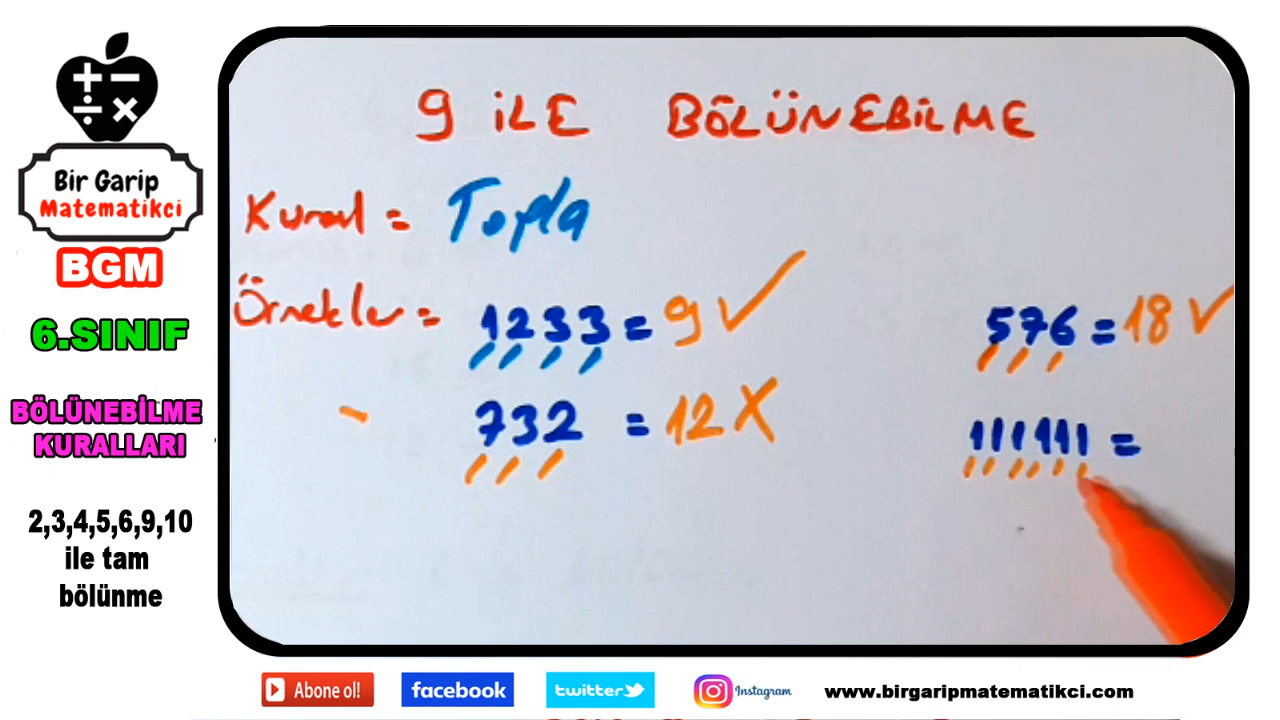 Bir Garip
Matematikci
BGM
6.SINIF
BÖLÜNEBİLME
KURALLARI
2,3,4,5,6,9,10
ile tam
bölünme
9 İLE BÖLÜNEBİLME
Kural = Topla
Örnekler = 1233 = 9 ✓ 576 = 18 ✓
- 732 = 12 X 111111 =
Abone ol! facebook twitter Instagram www.birgaripmatematikci.com